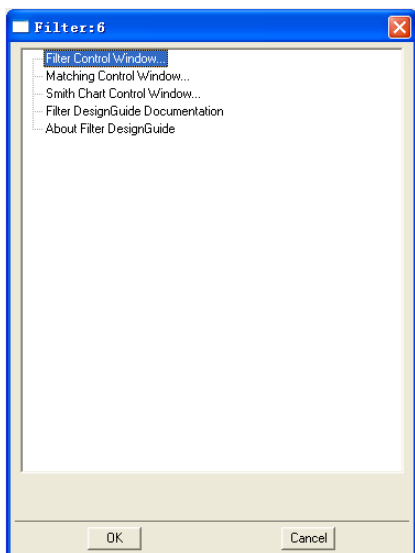 Filter:6
Filter Control Window...
Matching Control Window...
Smith Chart Control Window...
Filter DesignGuide Documentation
About Filter DesignGuide
OK
Cancel